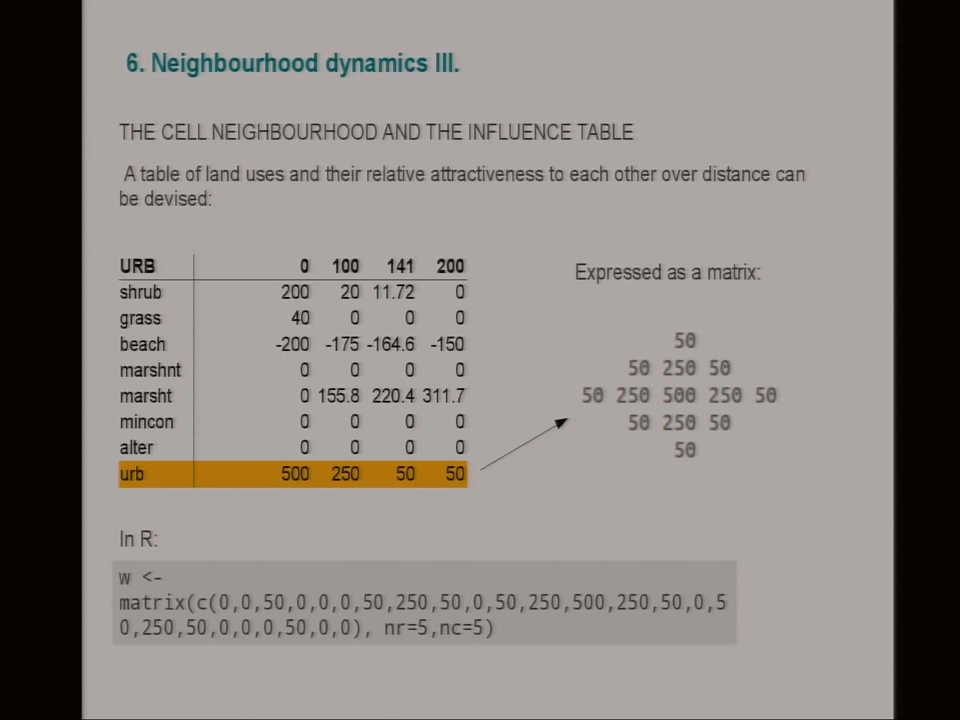 6. Neighbourhood dynamics III.
THE CELL NEIGHBOURHOOD AND THE INFLUENCE TABLE
A table of land uses and their relative attractiveness to each other over distance can
be devised:
URB 0 100 141 200
shrub 200 20 11.72 0
grass 40 0 0 0
beach -200 -175 -164.6 -150
marshnt 0 0 0 0
marsht 0 155.8 220.4 311.7
mincon 0 0 0 0
alter 0 0 0 0
urb 500 250 50 50
Expressed as a matrix:
50
50 250 50
50 250 500 250 50
50 250 50
50
In R:
w <-
matrix(c(0,0,50,0,0,0,50,250,50,0,50,250,500,250,50,0,5
0,250,50,0,0,0,50,0,0), nr=5,nc=5)